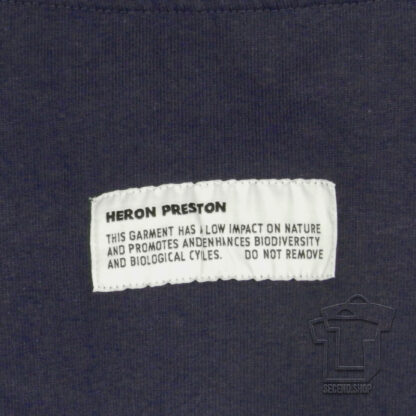 HERON PRESTON
THIS GARMENT HAS A LOW IMPACT ON NATURE
AND PROMOTES ANDENHANCES BIODIVERSITY
AND BIOLOGICAL CYLES. DO NOT REMOVE
SECERO.SHOP